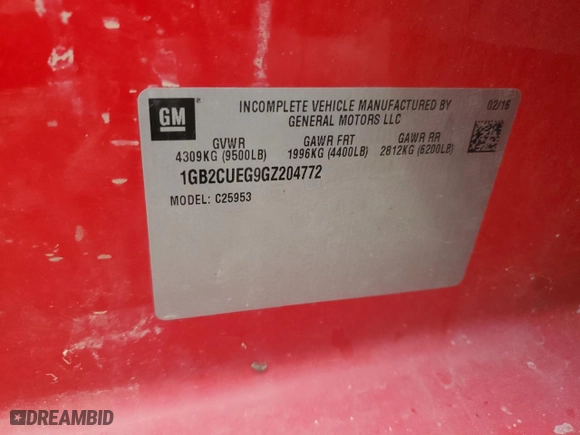 GM
INCOMPLETE VEHICLE MANUFACTURED BY 02/16
GENERAL MOTORS LLC
GVWR GAWR FRT GAWR RR
4309KG (9500LB) 1996KG (4400LB) 2812KG (6200LB)
1GB2CUEG9GZ204772
MODEL: C25953
DREAMBID